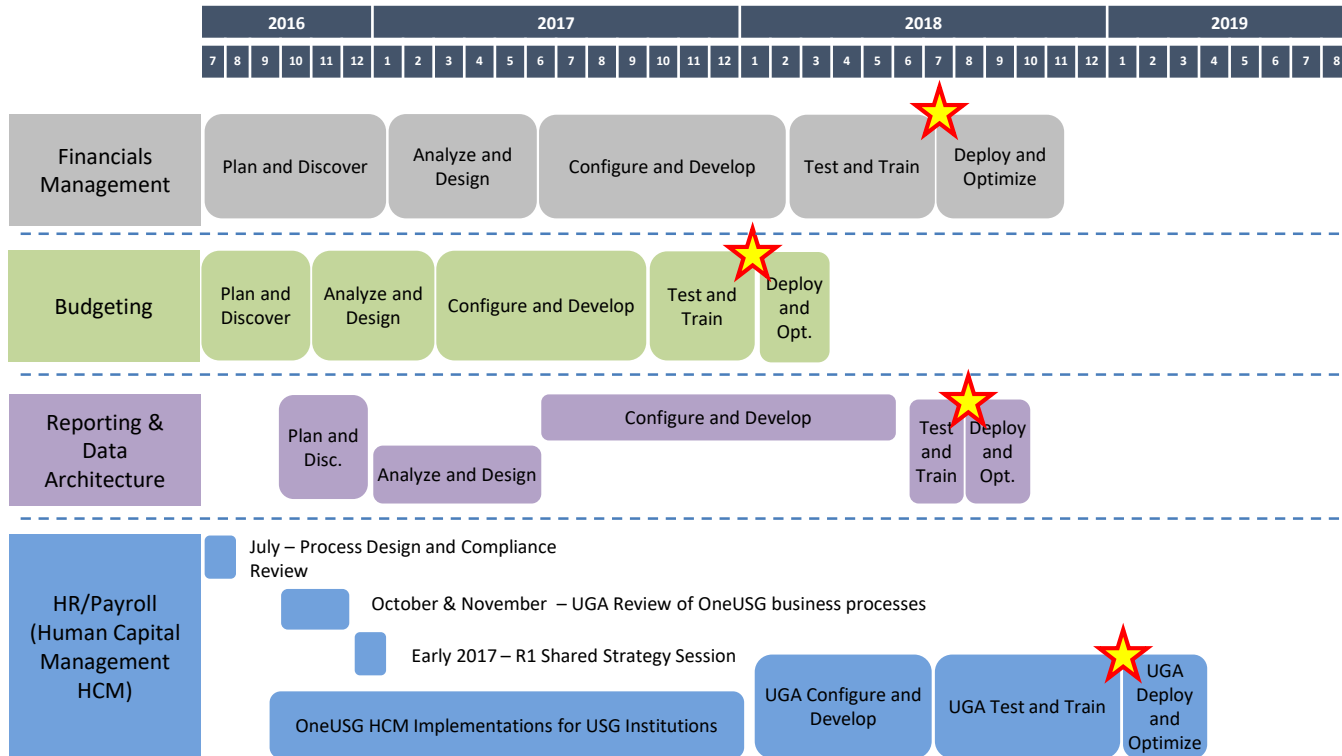 2016 2017 2018 2019
7 8 9 10 11 12 1 2 3 4 5 6 7 8 9 10 11 12 1 2 3 4 5 6 7 8 9 10 11 12 1 2 3 4 5 6 7 8
Financials
Management
Plan and Discover
Analyze and
Design
Configure and Develop
Test and Train
Deploy and
Optimize
Budgeting
Plan and
Discover
Analyze and
Design
Configure and Develop
Test and
Train
Deploy
and
Opt.
Reporting &
Data
Architecture
Plan and
Disc.
Analyze and Design
Configure and Develop
Test
and
Train
Deploy
and
Opt.
HR/Payroll
(Human Capital
Management
HCM)
July – Process Design and Compliance
Review
October & November – UGA Review of OneUSG business processes
Early 2017 – R1 Shared Strategy Session
OneUSG HCM Implementations for USG Institutions
UGA Configure and
Develop
UGA Test and Train
UGA
Deploy
and
Optimize